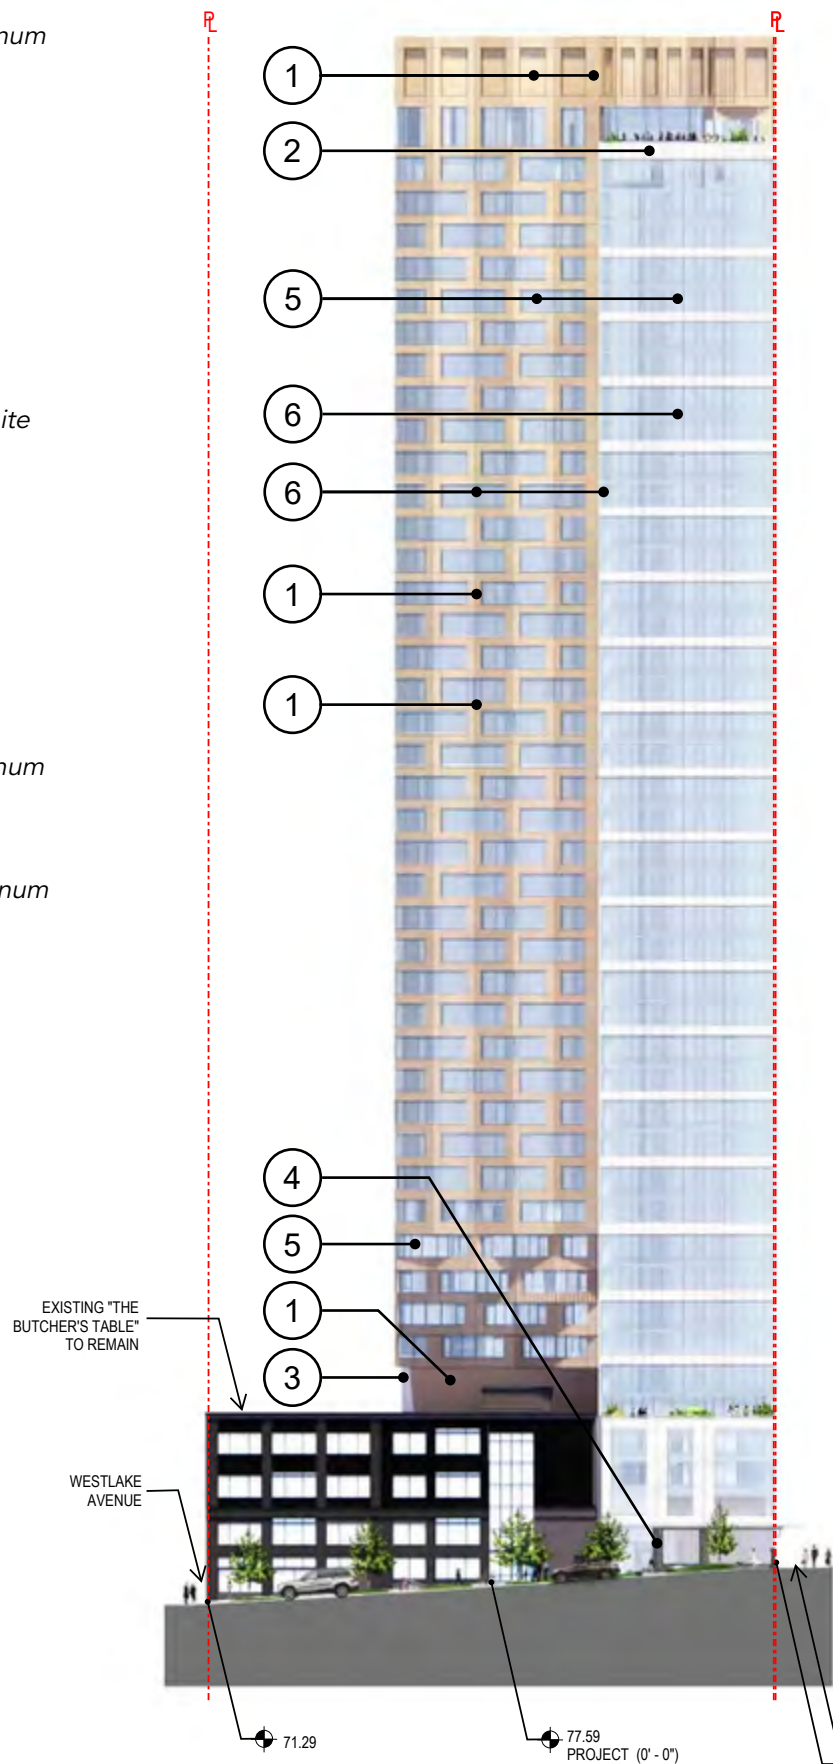 num
ite
num
num
PL
PL
1
2
5
6
6
1
1
4
5
1
3
EXISTING "THE
BUTCHER'S TABLE"
TO REMAIN
WESTLAKE
AVENUE
71.29
77.59
PROJECT (0' - 0")